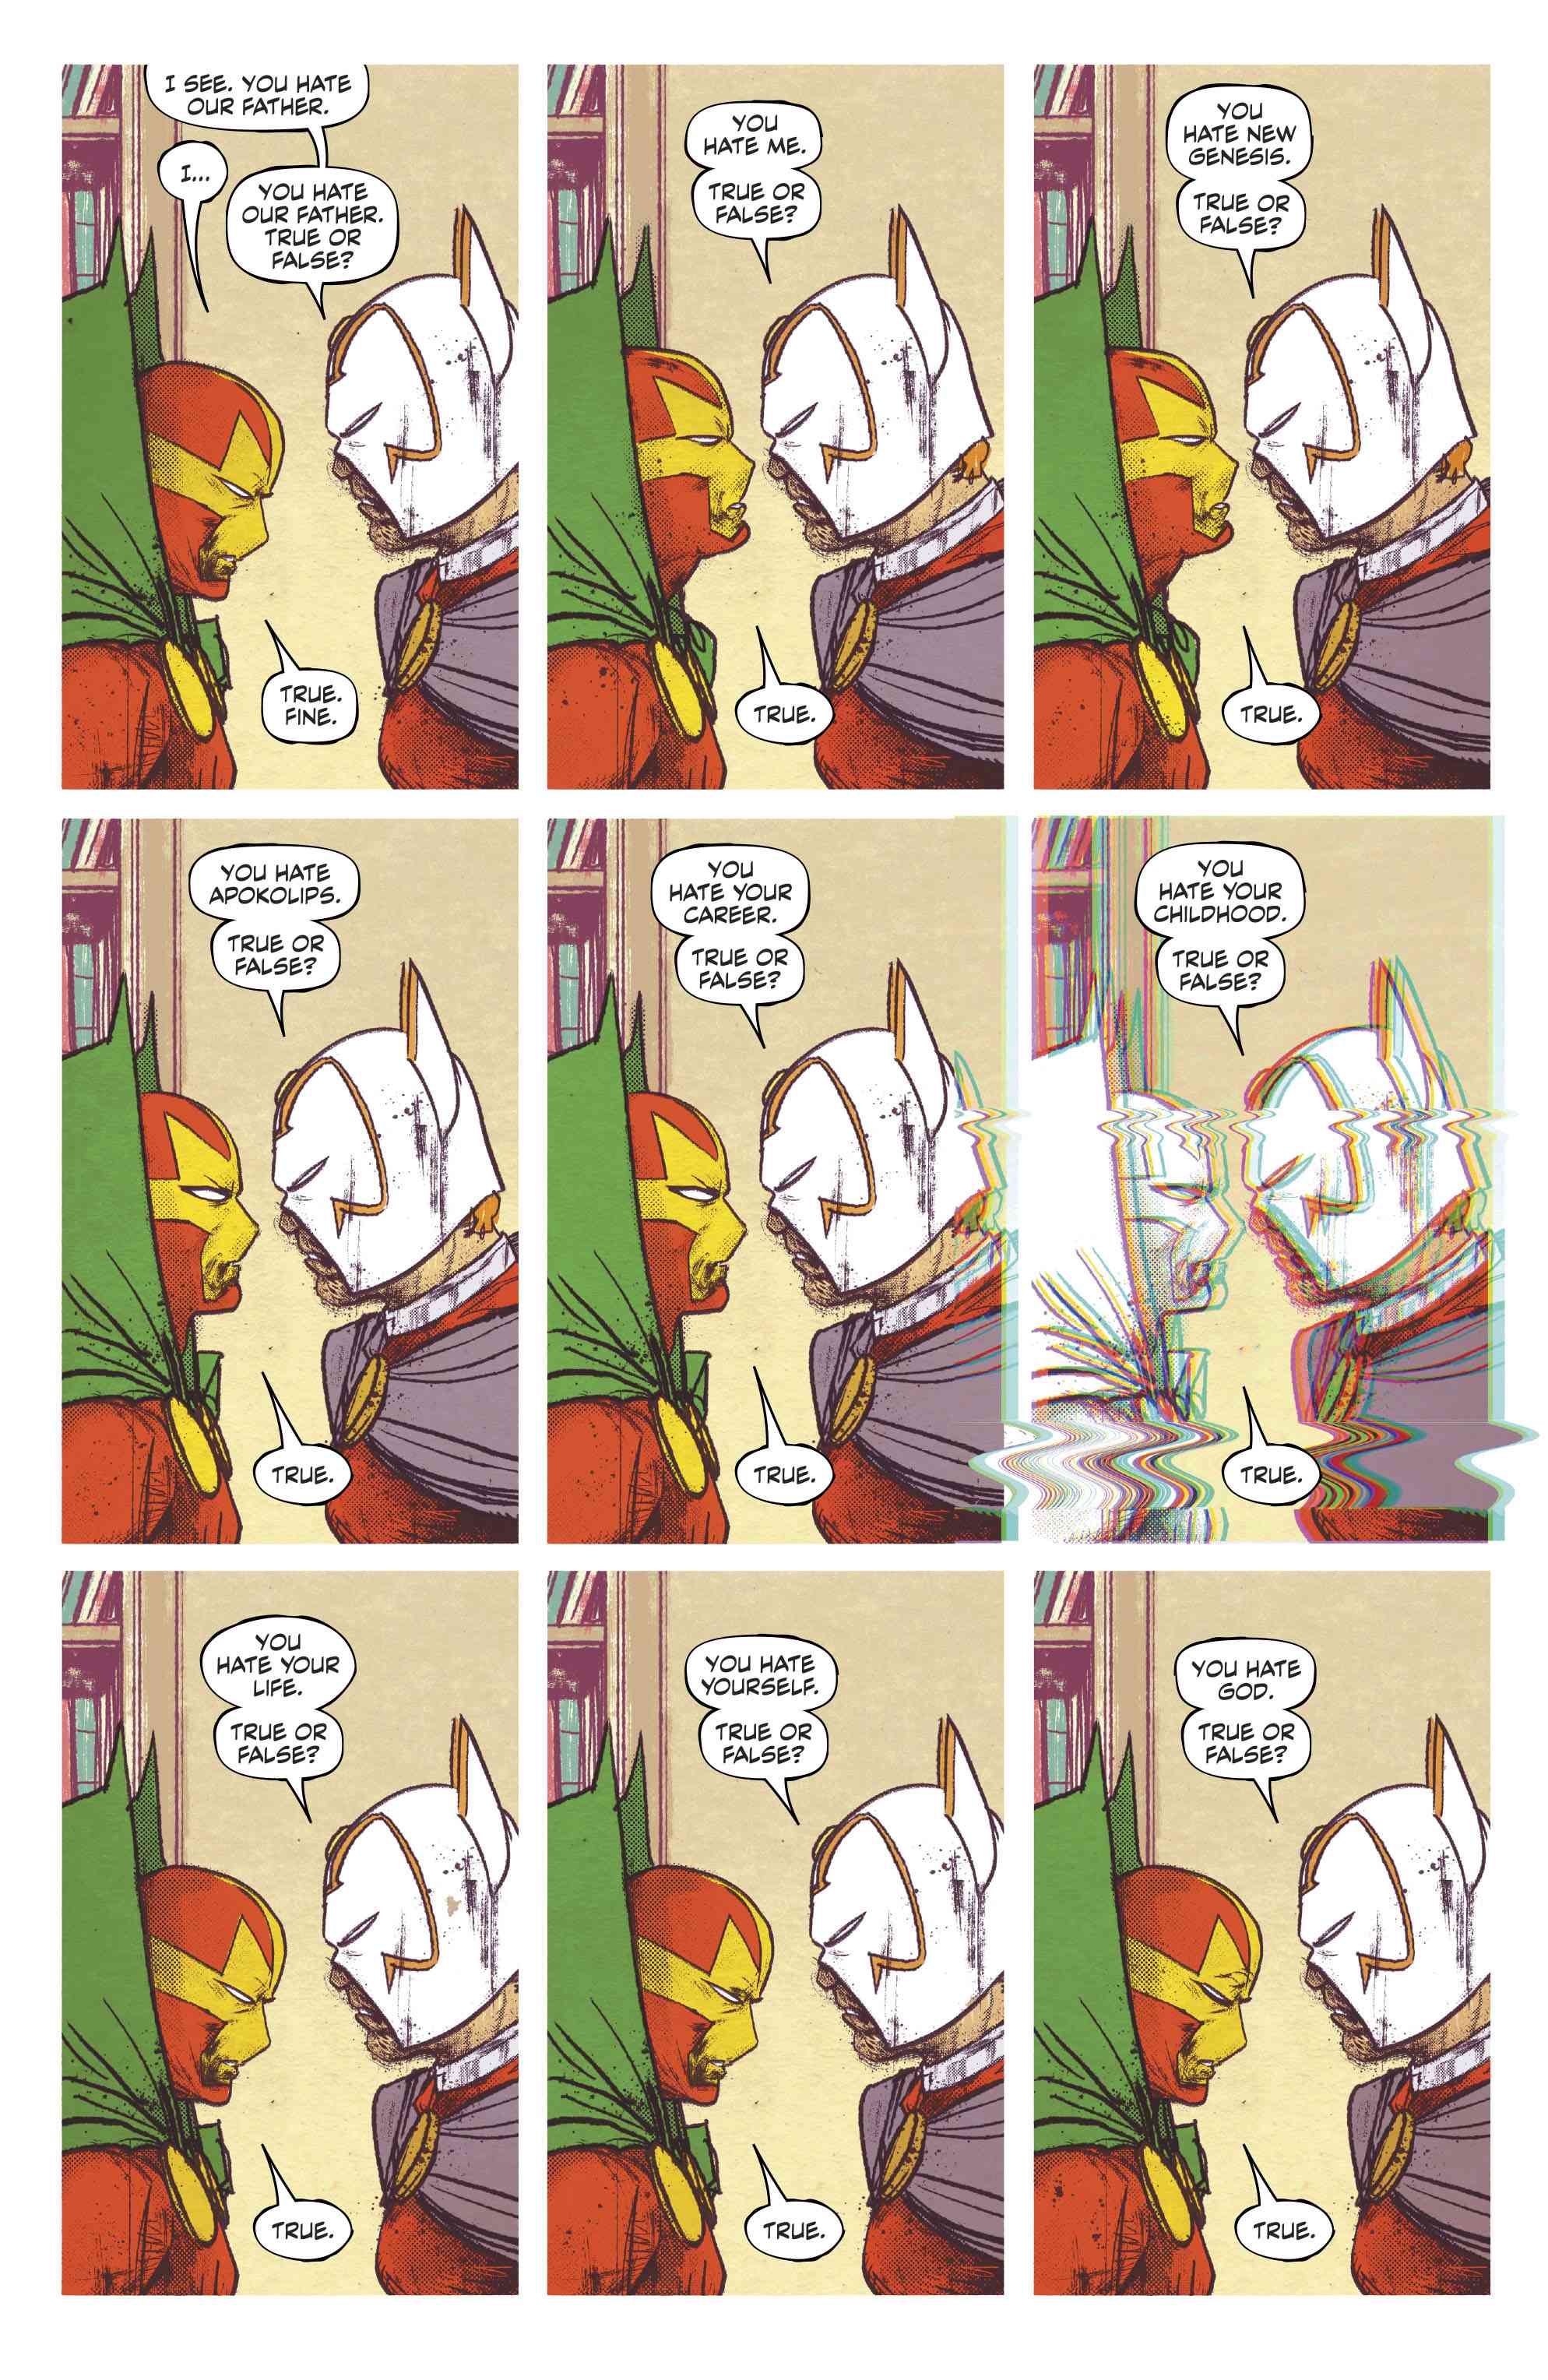 I SEE. YOU HATE
OUR FATHER.
I...
YOU HATE
OUR FATHER.
TRUE OR
FALSE?
TRUE.
FINE.
YOU
HATE ME.
TRUE OR
FALSE?
TRUE.
YOU
HATE NEW
GENESIS.
TRUE OR
FALSE?
TRUE.
YOU HATE
APOKOLIPS.
TRUE OR
FALSE?
TRUE.
YOU
HATE YOUR
CAREER.
TRUE OR
FALSE?
TRUE.
YOU
HATE YOUR
CHILDHOOD.
TRUE OR
FALSE?
TRUE.
YOU
HATE YOUR
LIFE.
TRUE OR
FALSE?
TRUE.
YOU HATE
YOURSELF.
TRUE OR
FALSE?
TRUE.
YOU HATE
GOD.
TRUE OR
FALSE?
TRUE.